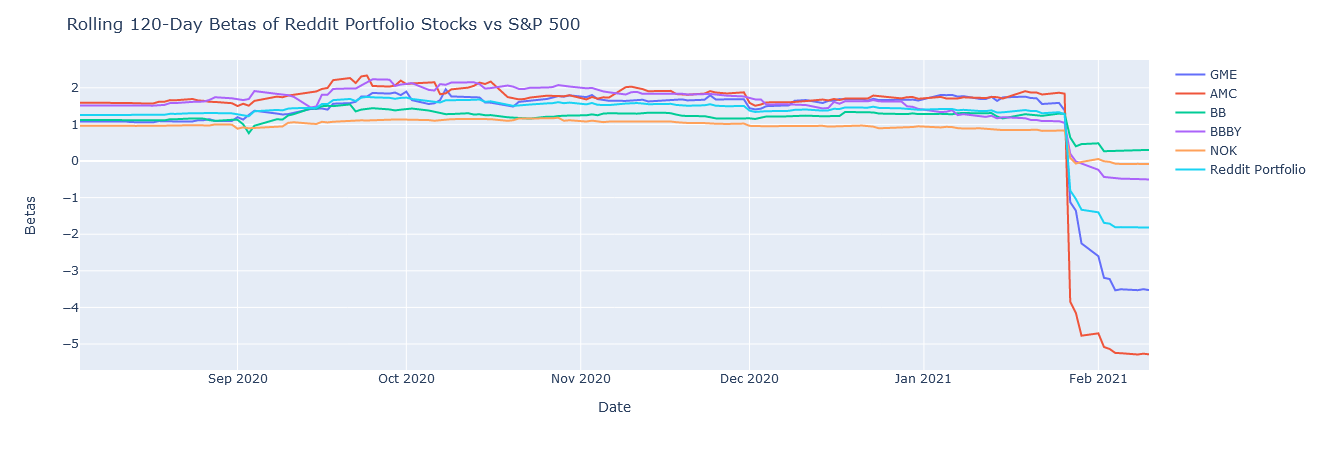 Rolling 120-Day Betas of Reddit Portfolio Stocks vs S&P 500
GME
AMC
BB
BBBY
NOK
Reddit Portfolio
2
1
0
−1
−2
−3
−4
−5
Betas
Sep 2020
Oct 2020
Nov 2020
Dec 2020
Jan 2021
Feb 2021
Date